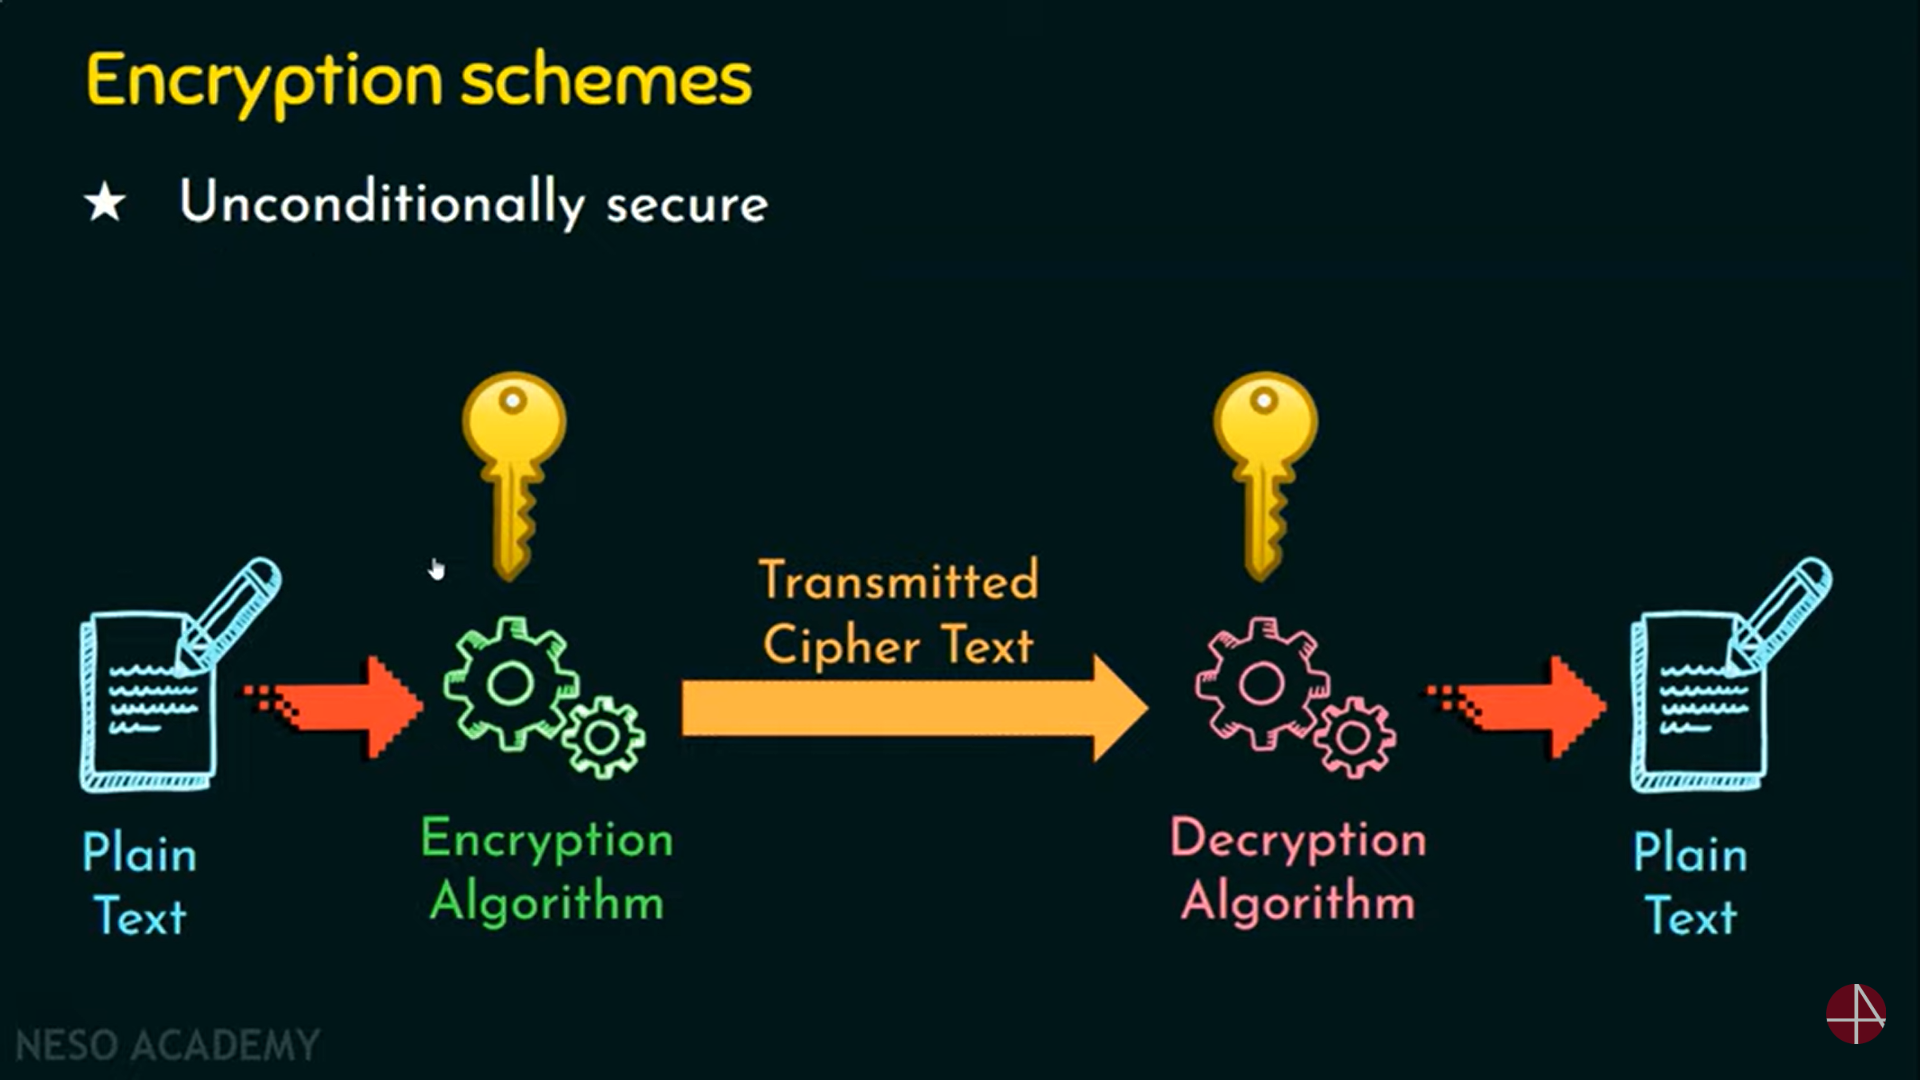 Encryption schemes
★ Unconditionally secure
Transmitted
Cipher Text
Plain
Text
Encryption
Algorithm
Decryption
Algorithm
Plain
Text
NESO ACADEMY